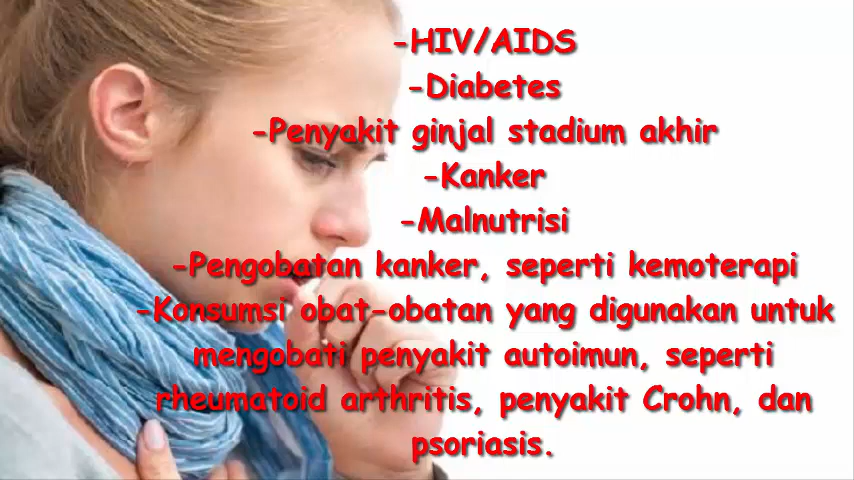 -HIV/AIDS
-Diabetes
-Penyakit ginjal stadium akhir
-Kanker
-Malnutrisi
-Pengobatan kanker, seperti kemoterapi
-Konsumsi obat-obatan yang digunakan untuk
mengobati penyakit autoimun, seperti
rheumatoid arthritis, penyakit Crohn, dan
psoriasis.